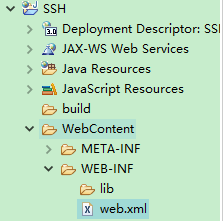 SSH
Deployment Descriptor: SS
JAX-WS Web Services
Java Resources
JavaScript Resources
build
WebContent
META-INF
WEB-INF
lib
web.xml